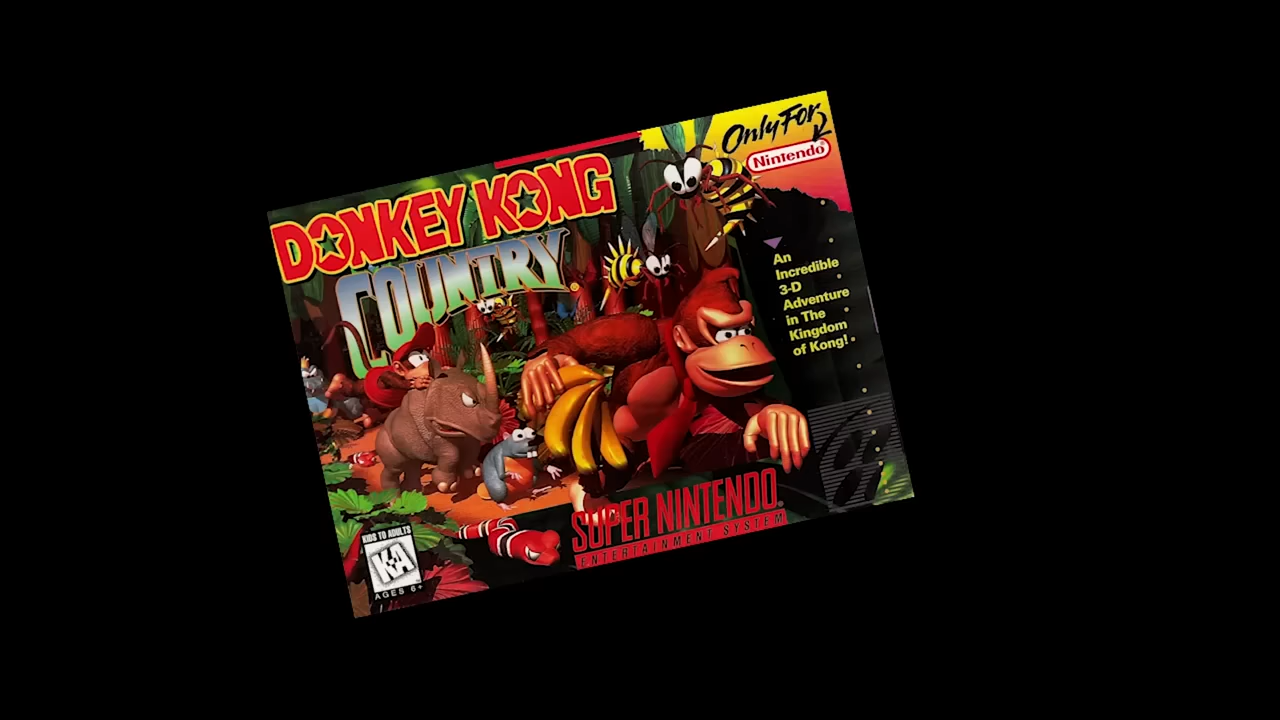 DONKEY KONG
COUNTRY®
Only For
Nintendo®
An
Incredible
3-D
Adventure
in The
Kingdom
of Kong!
SUPER NINTENDO
ENTERTAINMENT SYSTEM
KIDS TO ADULTS
KA
AGES 6+